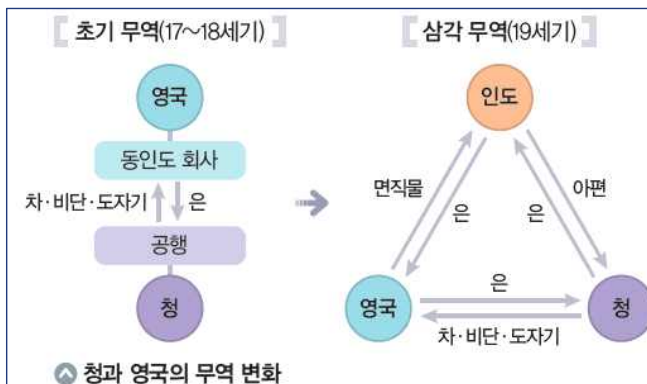 [초기 무역(17~18세기)]
영국
동인도 회사
차·비단·도자기
은
공행
청
[삼각 무역(19세기)]
인도
면직물
은
은
아편
영국
은
청
차·비단·도자기
청과 영국의 무역 변화